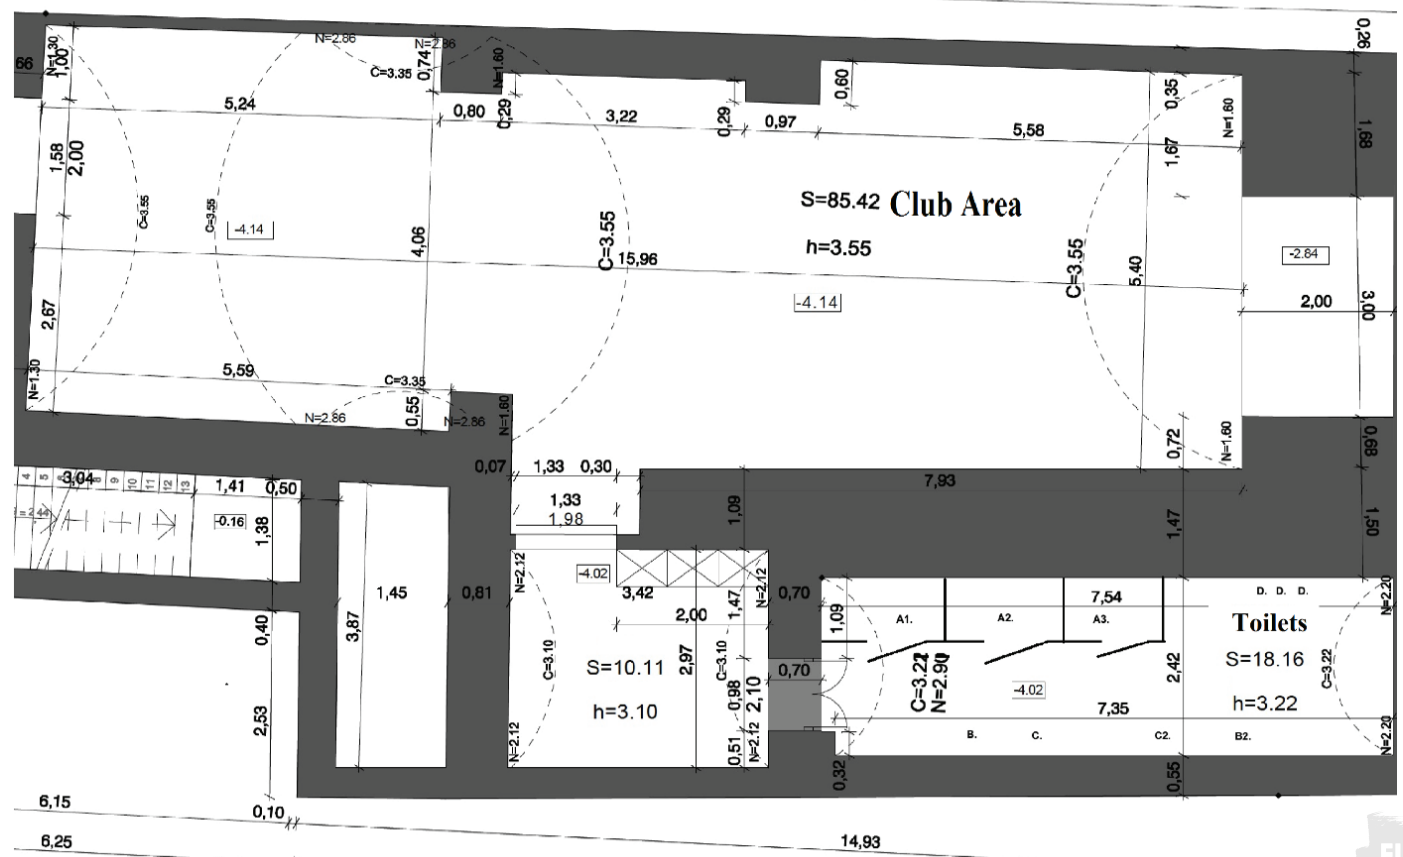 0,26
N=1.30
1,00
N=2.86
N=2.86
0,74
C=3.35
N=1.60
66
5,24
0,80
0,29
3,22
0,29
0,97
0,60
5,58
0,35
N=1.60
1,68
1,58
2,00
1,67
C=3.55
C=3.55
-4.14
4,06
C=3.55
15,96
S=85.42 Club Area
h=3.55
-4.14
C=3.55
5,40
-2.84
2,00
3,00
2,67
N=1.30
5,59
C=3.35
N=2.86
0,55
N=2.86
N=1.60
0,72
N=1.60
0,68
0,07
1,33
0,30
7,93
4
5
8
9
10
11
12
13
3,04
1,41
0,50
1,33
1,98
1,09
1,47
1,50
-0.16
1,38
N=2.12
-4.02
3,42
N=2.12
1,47
0,70
1,45
0,81
3,87
0,40
2,00
1,09
A1.
A2.
A3.
7,54
D. D. D.
N=2.20
Toilets
C=3.10
S=10.11
2,97
C=3.10
0,70
C=3.22
N=2.90
-4.02
2,42
S=18.16
C=3.22
h=3.10
0,98
2,10
7,35
h=3.22
2,53
N=2.12
0,51
N=2.12
B.
C.
C2.
B2.
N=2.20
0,32
0,55
6,15
0,10
6,25
14,93